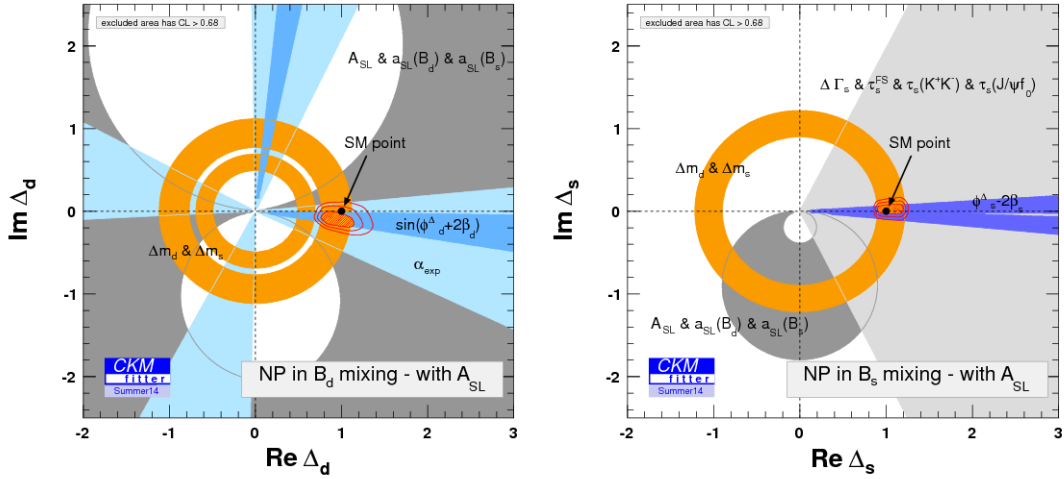 excluded area has CL > 0.68
A_SL & a_SL(B_d) & a_SL(B_s)
SM point
sin(ϕ^Δ_d+2β_d)
α_exp
Δm_d & Δm_s
CKM
fitter
Summer14
NP in B_d mixing - with A_SL
Im Δ_d
2
1
0
-1
-2
-2
-1
0
1
2
3
Re Δ_d
excluded area has CL > 0.68
Δ Γ_s & τ_s^FS & τ_s(K⁺K⁻) & τ_s(J/ψf_0)
SM point
Δm_d & Δm_s
ϕ^Δ_s-2β_s
A_SL & a_SL(B_d) & a_SL(B_s)
CKM
fitter
Summer14
NP in B_s mixing - with A_SL
Im Δ_s
2
1
0
-1
-2
-2
-1
0
1
2
3
Re Δ_s